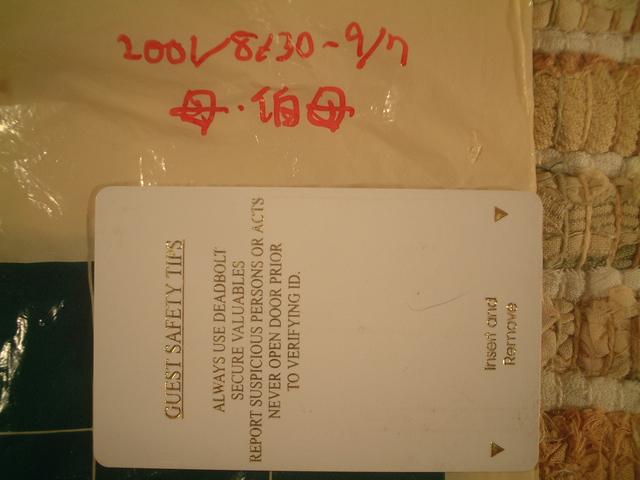 2001/8/30-9/7
母・伯母
GUEST SAFETY TIPS
ALWAYS USE DEADBOLT
SECURE VALUABLES
REPORT SUSPICIOUS PERSONS OR ACTS
NEVER OPEN DOOR PRIOR
TO VERIFYING ID.
Insert and
Remove